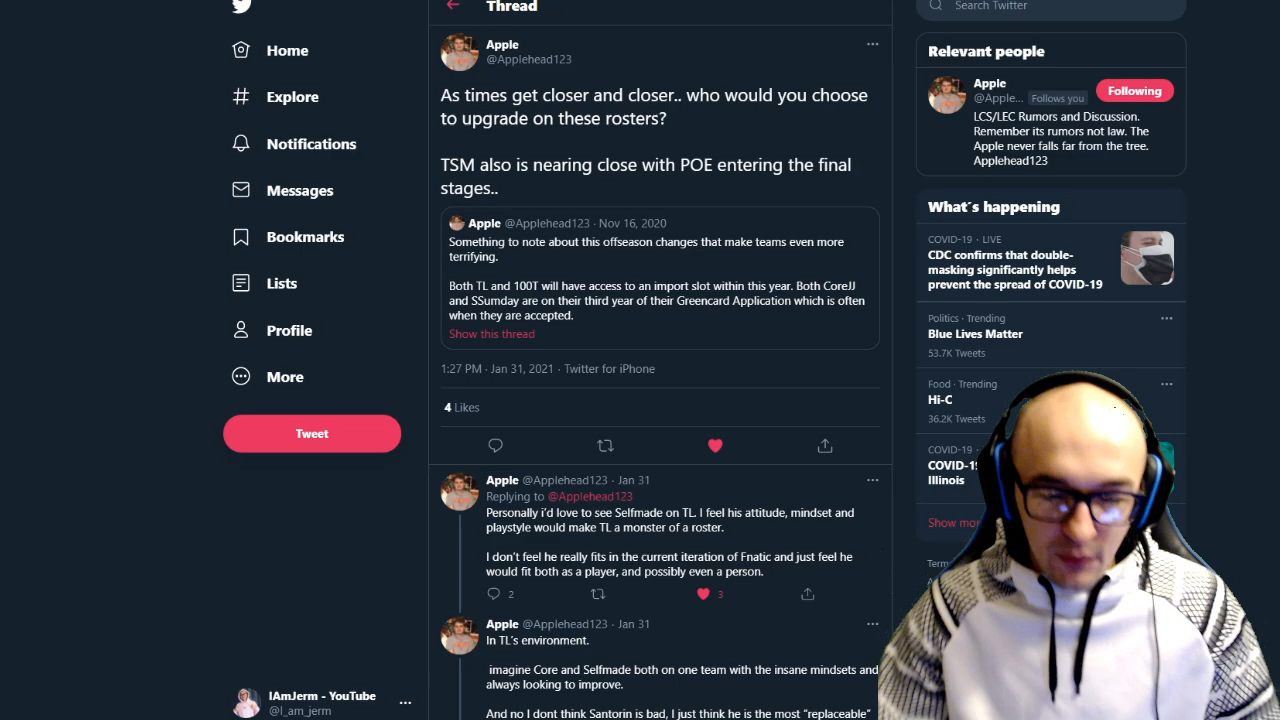 Thread
Search Twitter
Home
Explore
Notifications
Messages
Bookmarks
Lists
Profile
More
Tweet
IAmJerm - YouTube
@I_am_jerm
Apple
@Applehead123
As times get closer and closer.. who would you choose
to upgrade on these rosters?
TSM also is nearing close with POE entering the final
stages..
Apple @Applehead123 · Nov 16, 2020
Something to note about this offseason changes that make teams even more
terrifying.
Both TL and 100T will have access to an import slot within this year. Both CoreJJ
and SSumday are on their third year of their Greencard Application which is often
when they are accepted.
Show this thread
1:27 PM · Jan 31, 2021 · Twitter for iPhone
4 Likes
Apple @Applehead123 · Jan 31
Replying to @Applehead123
Personally i'd love to see Selfmade on TL. I feel his attitude, mindset and
playstyle would make TL a monster of a roster.
I don't feel he really fits in the current iteration of Fnatic and just feel he
would fit both as a player, and possibly even a person.
2
3
Apple @Applehead123 · Jan 31
In TL's environment.
imagine Core and Selfmade both on one team with the insane mindsets and
always looking to improve.
And no I dont think Santorin is bad, I just think he is the most "replaceable"
Relevant people
Apple
@Apple... Follows you
Following
LCS/LEC Rumors and Discussion.
Remember its rumors not law. The
Apple never falls far from the tree.
Applehead123
What's happening
COVID-19 · LIVE
CDC confirms that double-
masking significantly helps
prevent the spread of COVID-19
Politics · Trending
Blue Lives Matter
53.7K Tweets
Food · Trending
Hi-C
36.2K Tweets
COVID-19
COVID-19
Illinois
Show